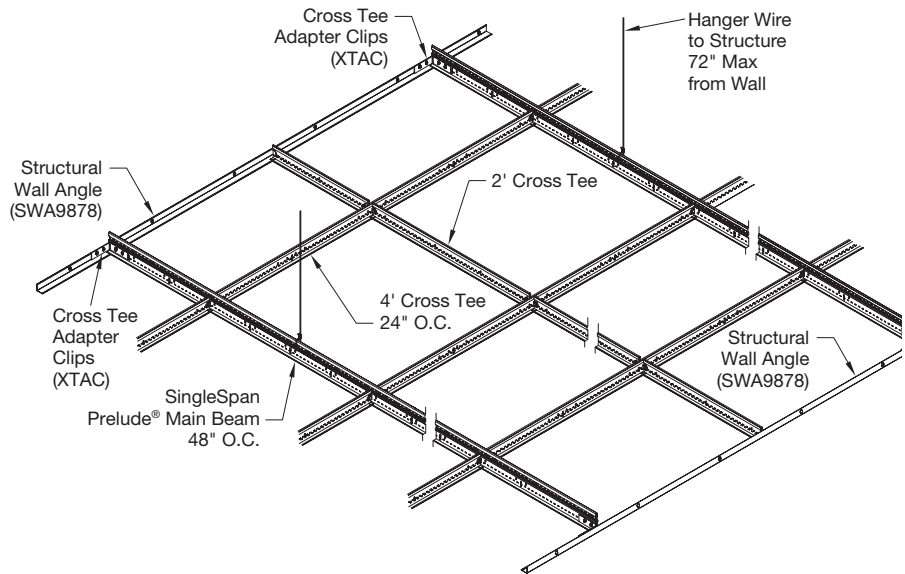 Cross Tee
Adapter Clips
(XTAC)
Hanger Wire
to Structure
72" Max
from Wall
Structural
Wall Angle
(SWA9878)
2' Cross Tee
4' Cross Tee
24" O.C.
Cross Tee
Adapter
Clips
(XTAC)
Structural
Wall Angle
(SWA9878)
SingleSpan
Prelude® Main Beam
48" O.C.